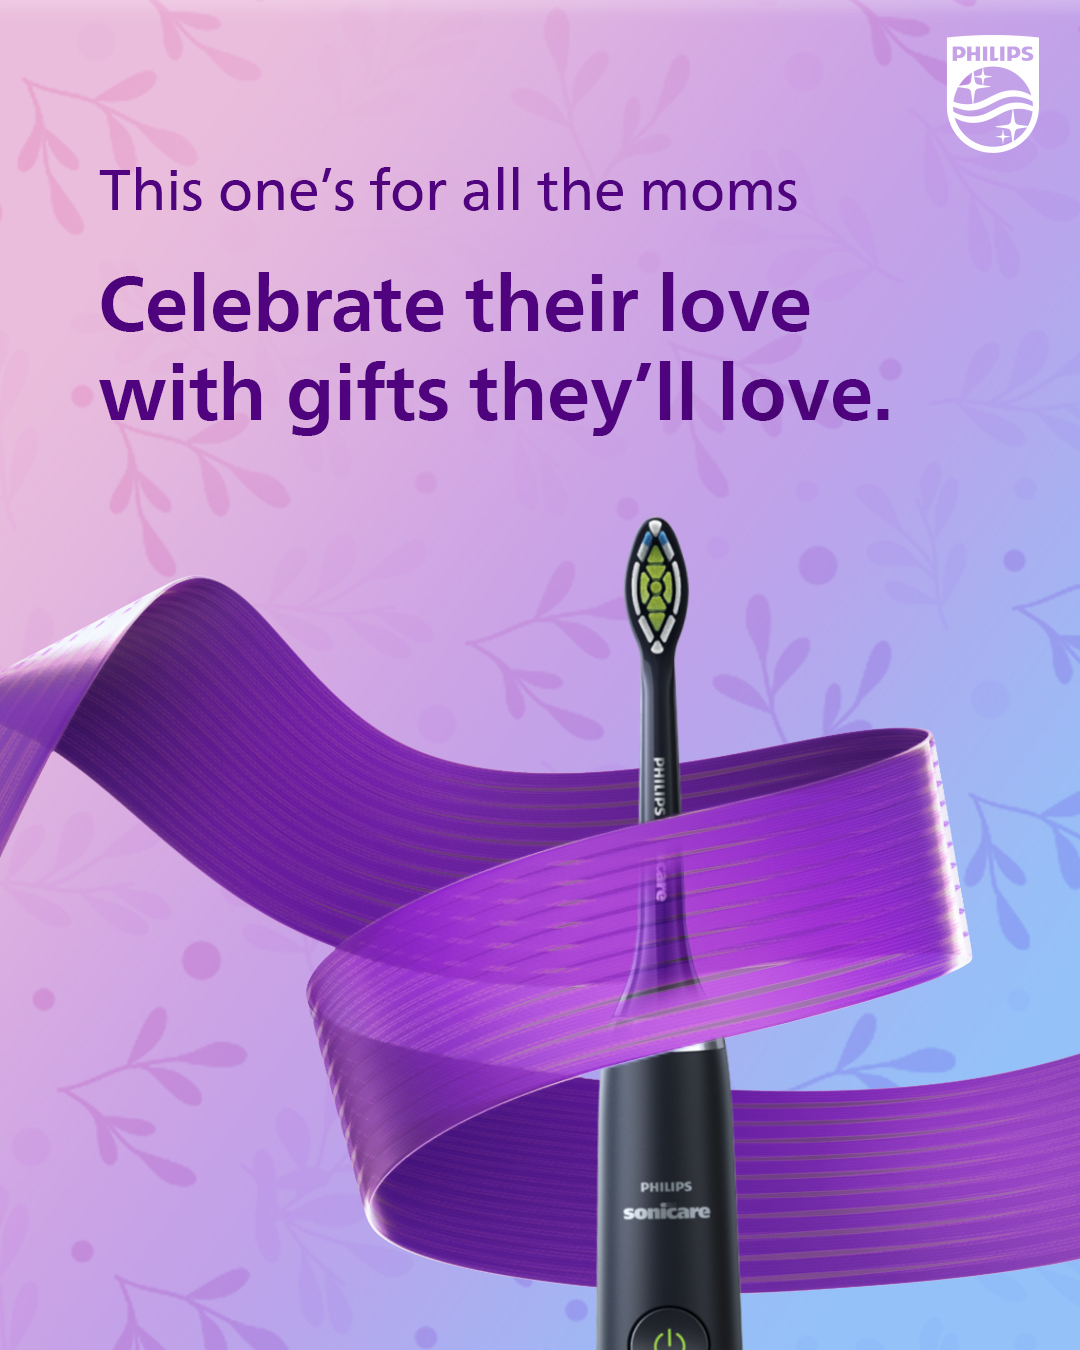 PHILIPS
This one’s for all the moms
Celebrate their love
with gifts they’ll love.
PHILIPS
care
PHILIPS
sonicare